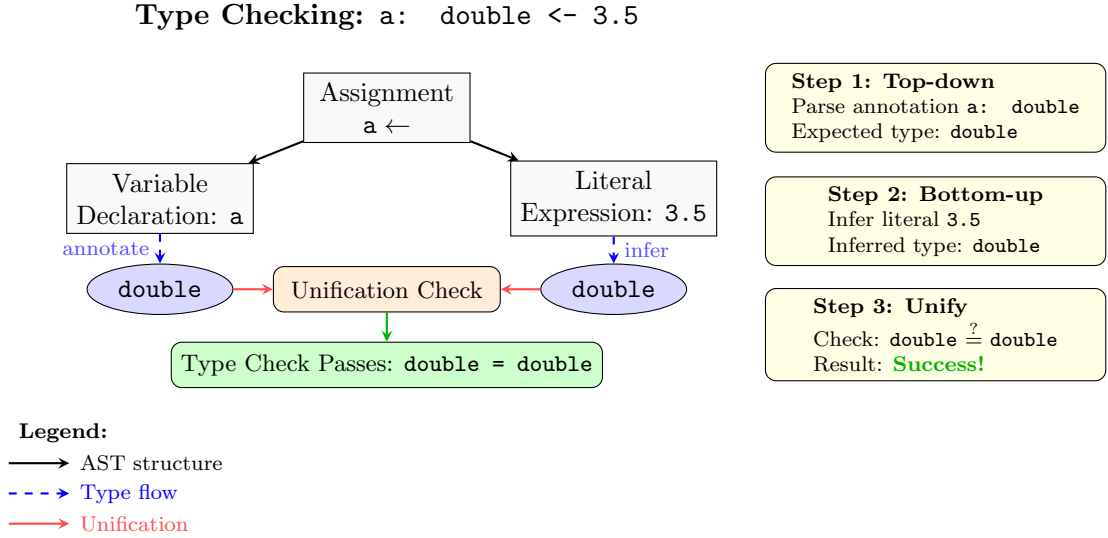 Type Checking: a: double <- 3.5
Assignment
a ←
Variable
Declaration: a
Literal
Expression: 3.5
annotate
infer
double
Unification Check
double
Type Check Passes: double = double
Step 1: Top-down
Parse annotation a: double
Expected type: double
Step 2: Bottom-up
Infer literal 3.5
Inferred type: double
Step 3: Unify
Check: double ≟ double
Result: Success!
Legend:
AST structure
Type flow
Unification